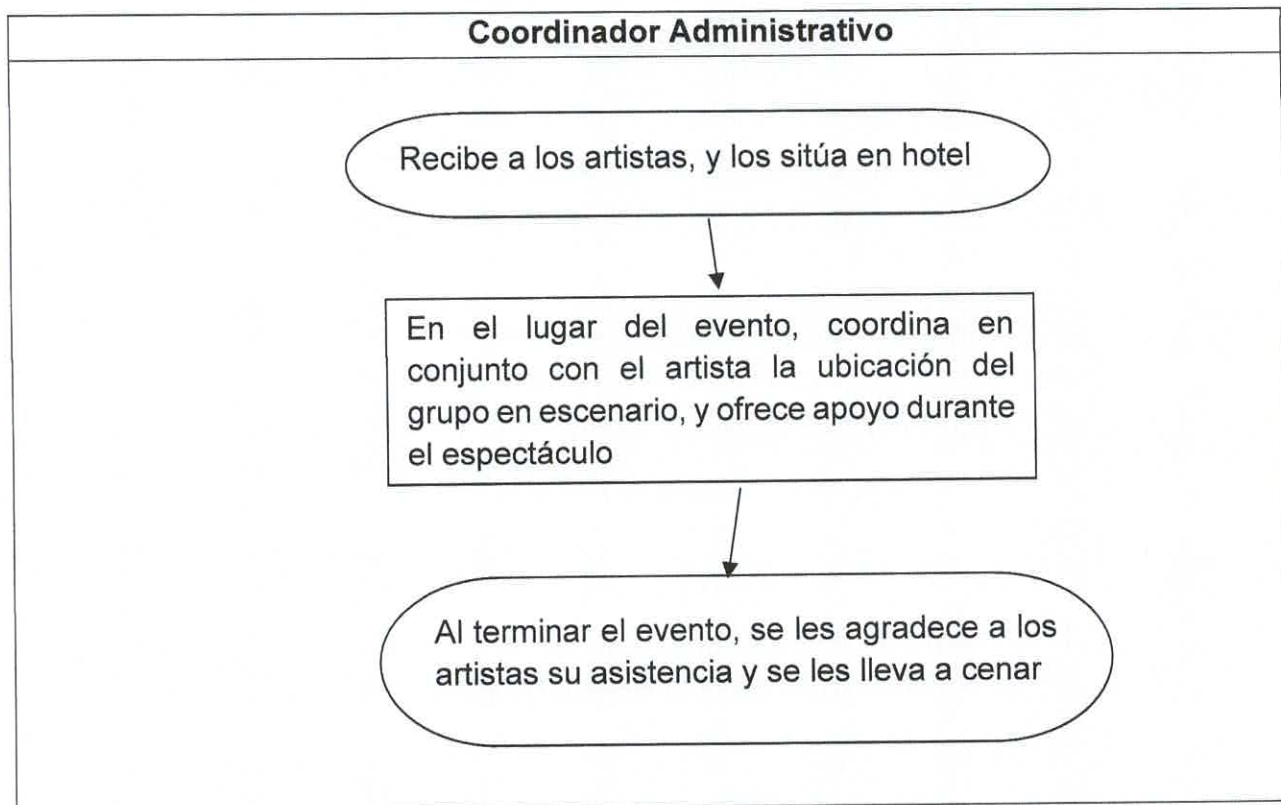 Coordinador Administrativo
Recibe a los artistas, y los sitúa en hotel
En el lugar del evento, coordina en
conjunto con el artista la ubicación del
grupo en escenario, y ofrece apoyo durante
el espectáculo
Al terminar el evento, se les agradece a los
artistas su asistencia y se les lleva a cenar